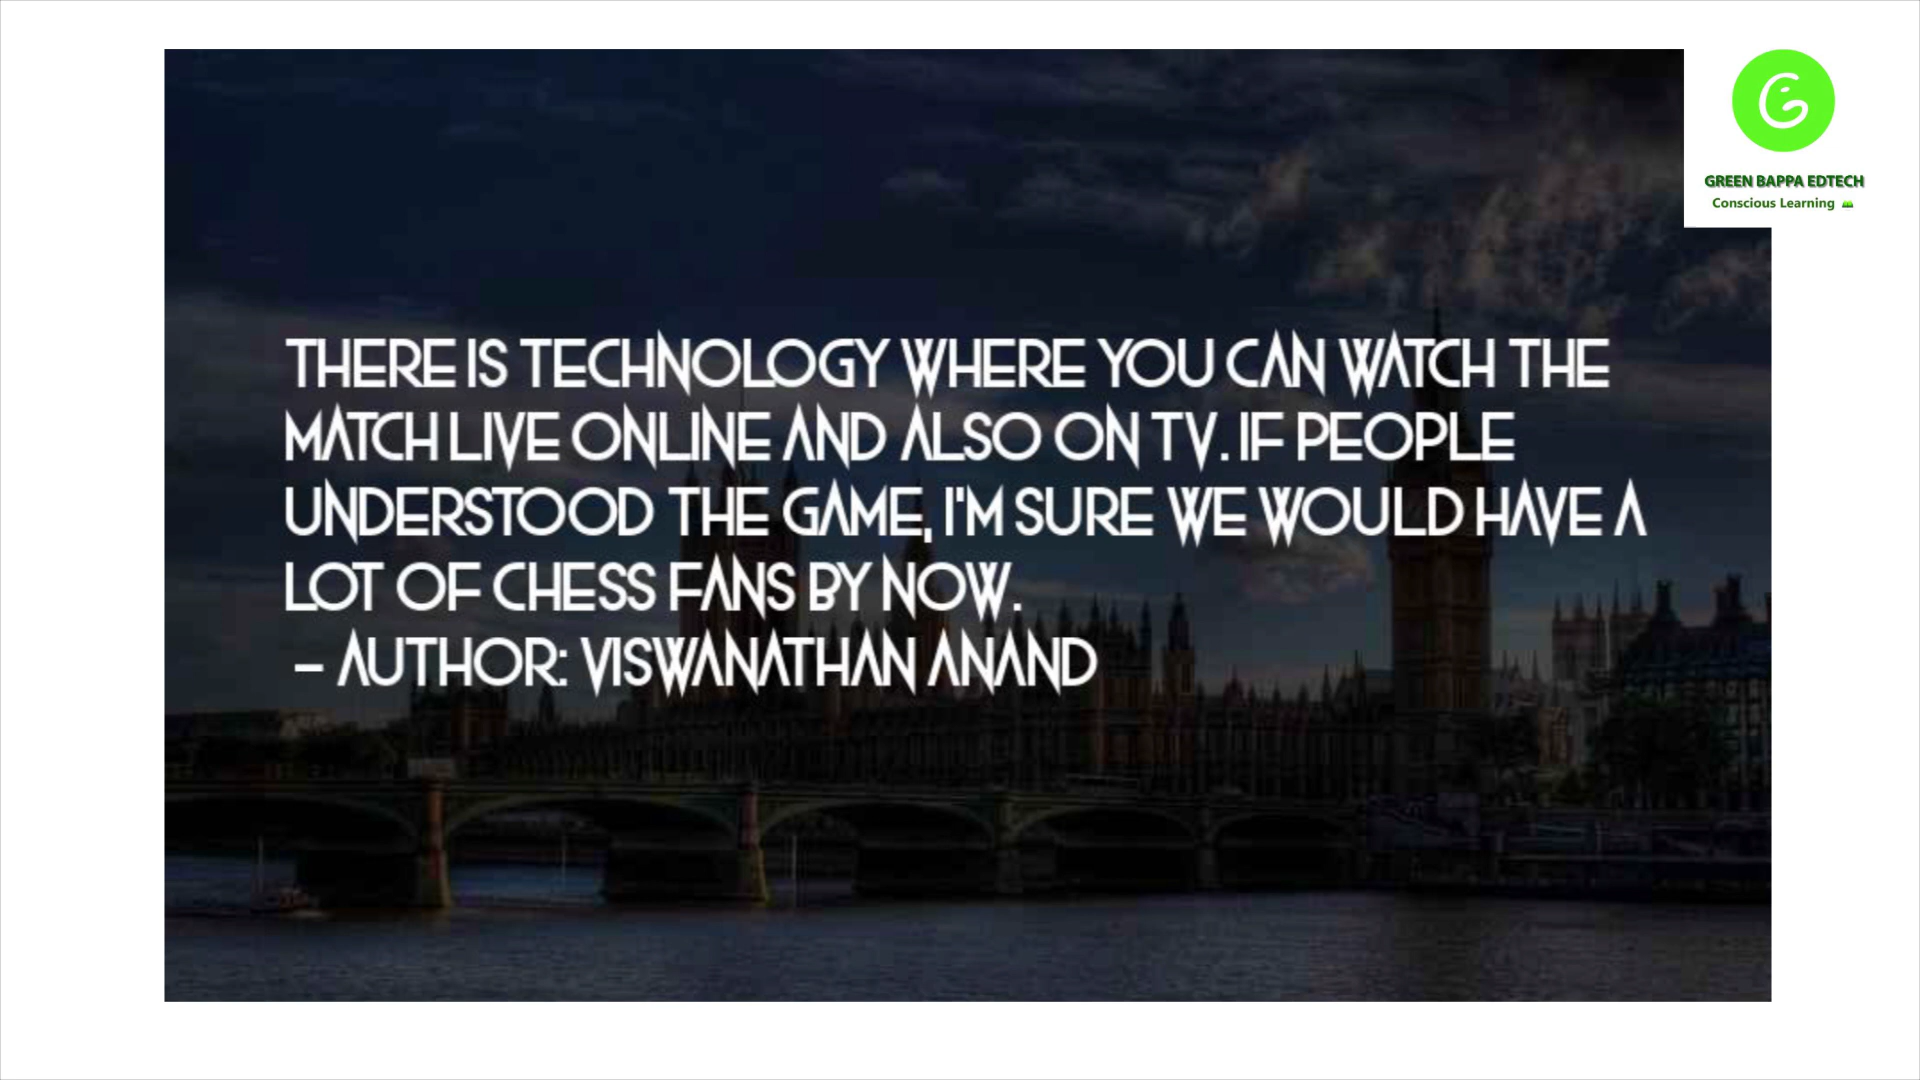 GREEN BAPPA EDTECH
Conscious Learning
THERE IS TECHNOLOGY WHERE YOU CAN WATCH THE
MATCH LIVE ONLINE AND ALSO ON TV. IF PEOPLE
UNDERSTOOD THE GAME, I'M SURE WE WOULD HAVE A
LOT OF CHESS FANS BY NOW.
– AUTHOR: VISWANATHAN ANAND